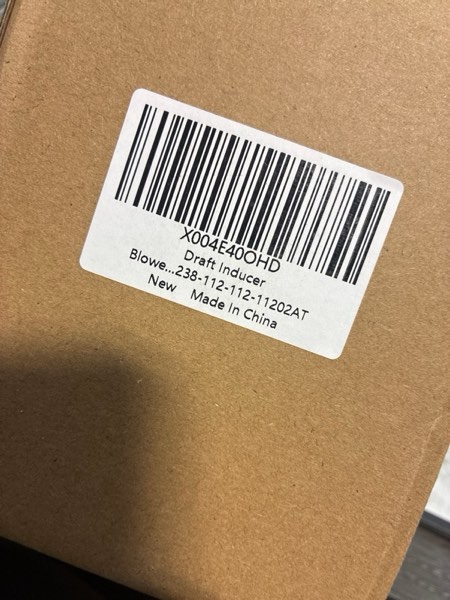 X004E40OHD
Draft Inducer
Blowe...238-112-112-11202AT
New Made In China